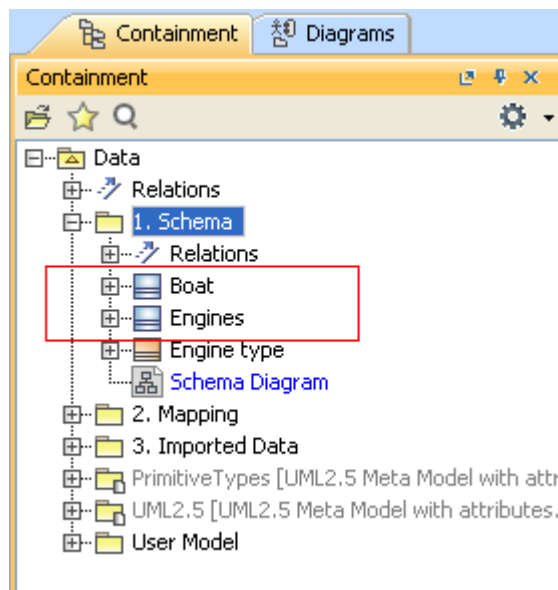 Containment Diagrams
Containment
Data
Relations
1. Schema
Relations
Boat
Engines
Engine type
Schema Diagram
2. Mapping
3. Imported Data
PrimitiveTypes [UML2.5 Meta Model with attr
UML2.5 [UML2.5 Meta Model with attributes.
User Model